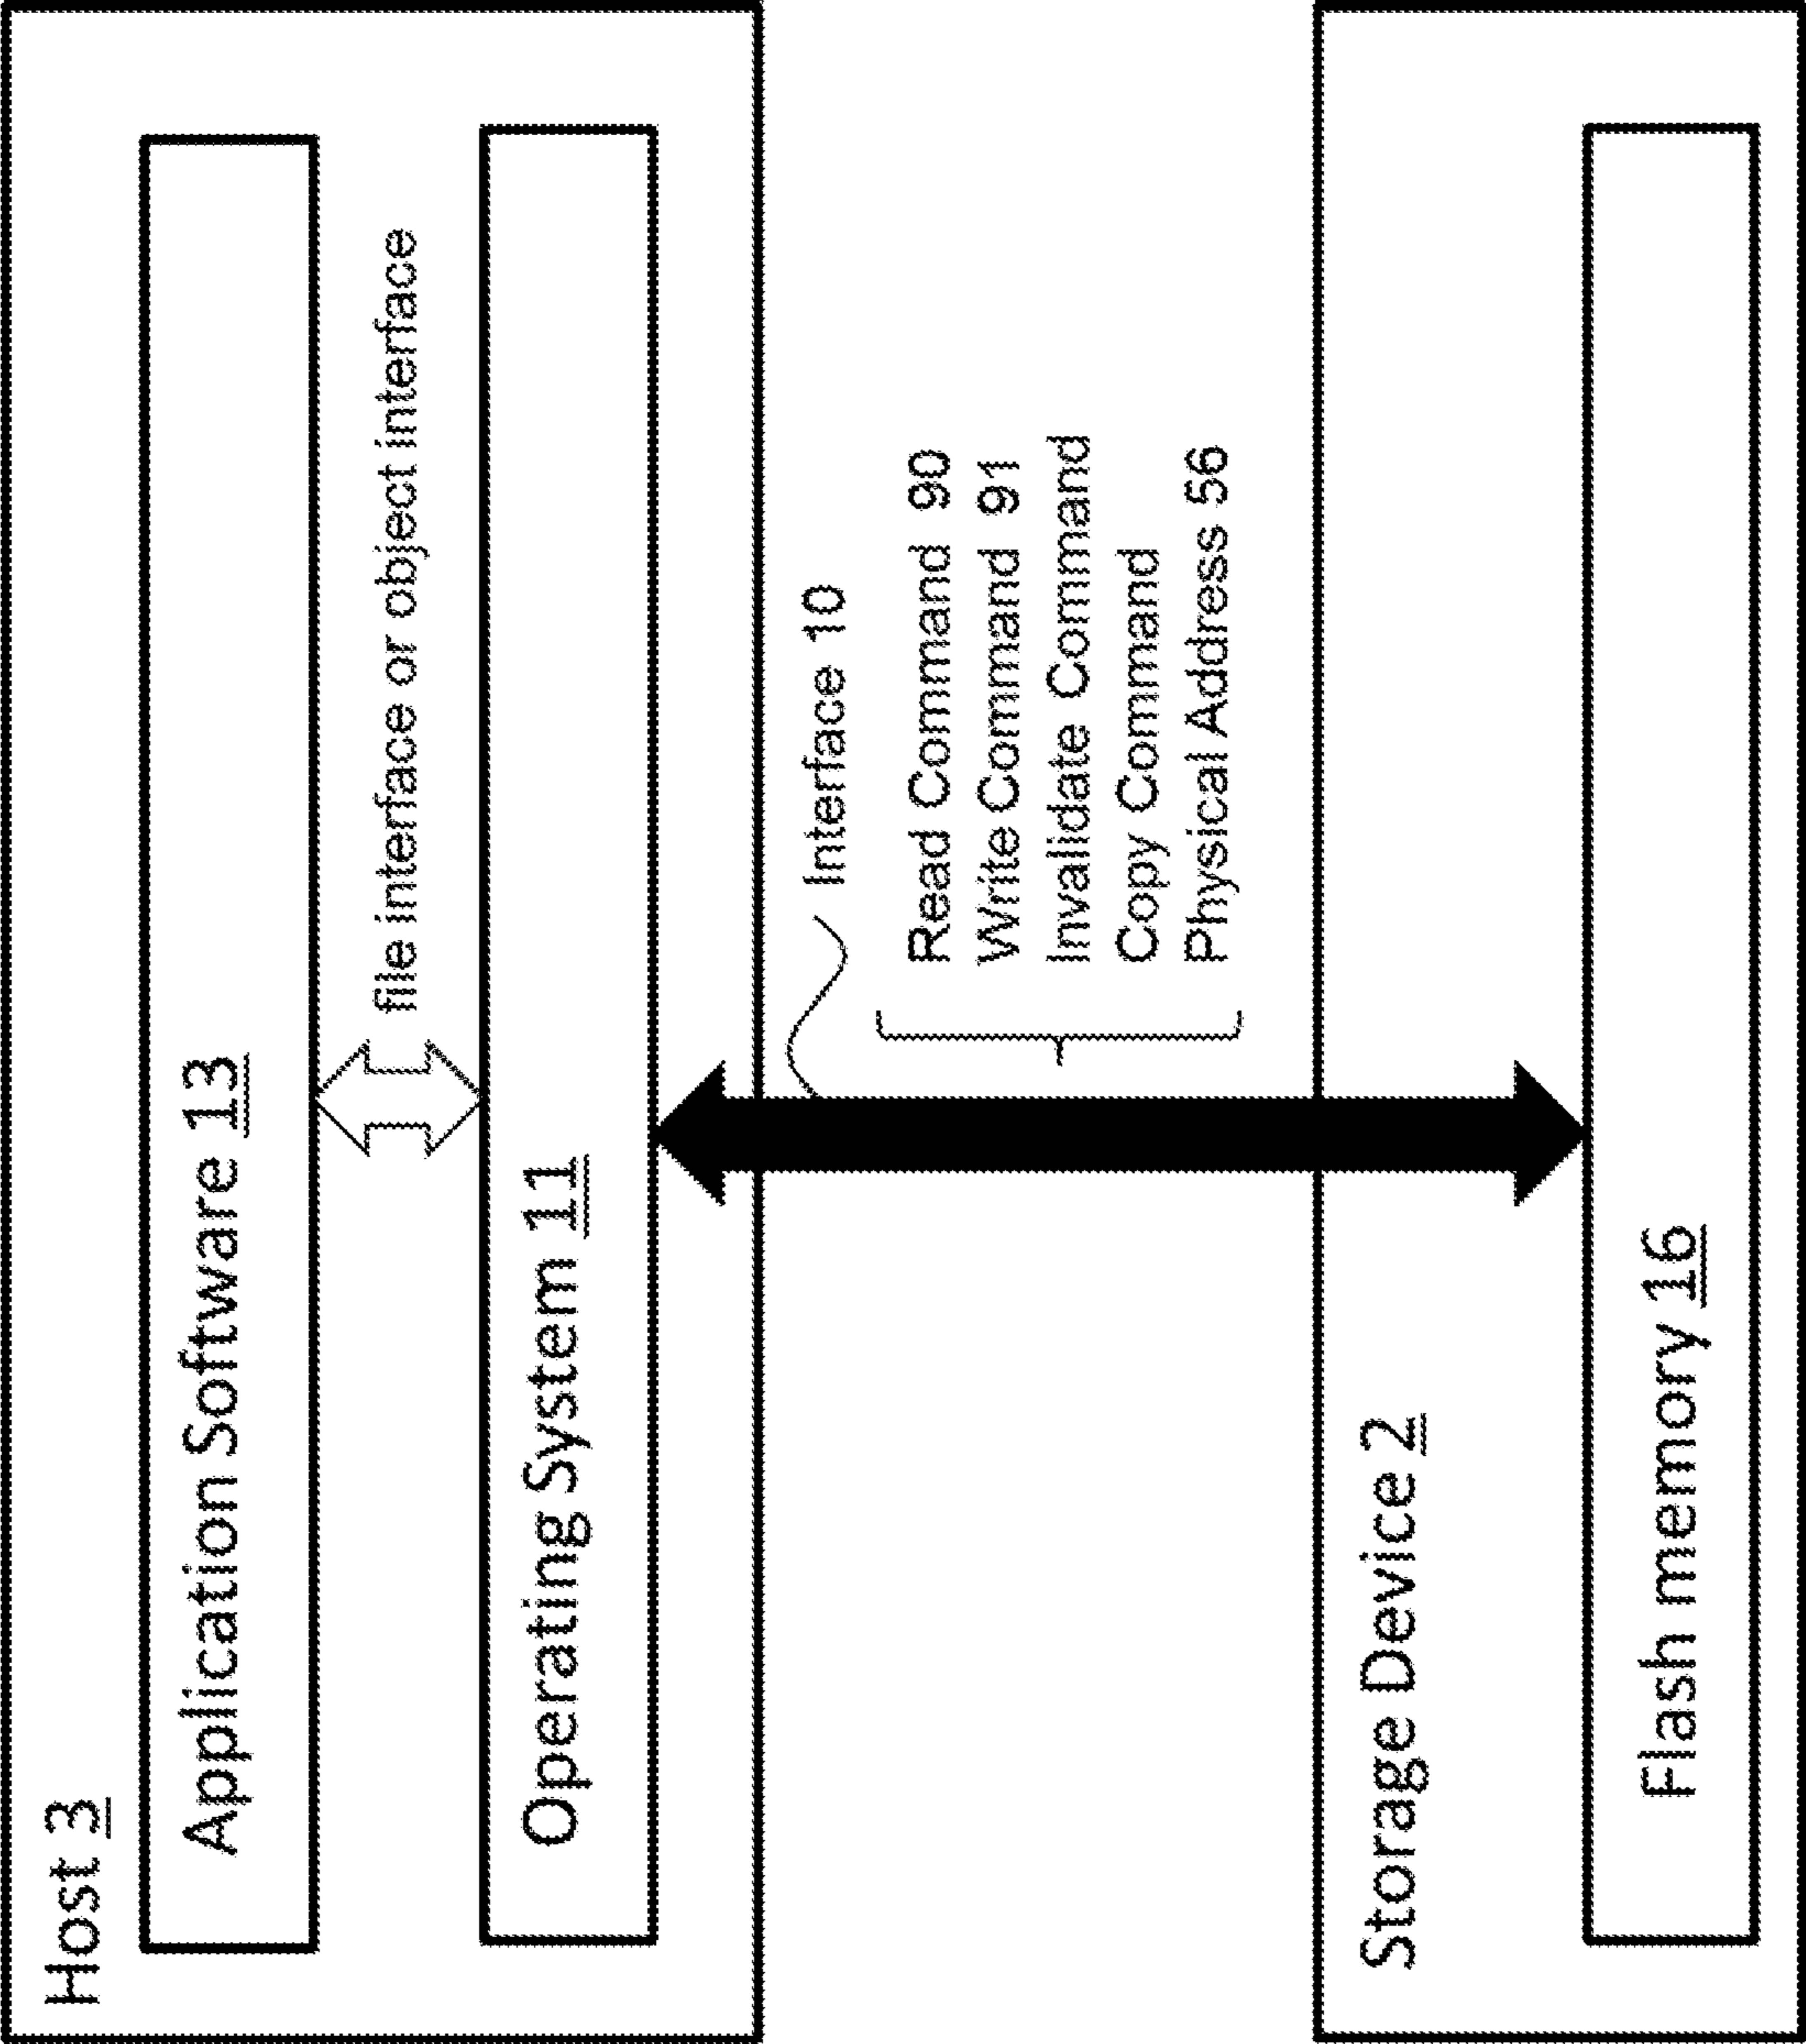 Host 3
Application Software 13
file interface or object interface
Operating System 11
Interface 10
Read Command 90
Write Command 91
Invalidate Command
Copy Command
Physical Address 56
Storage Device 2
Flash memory 16